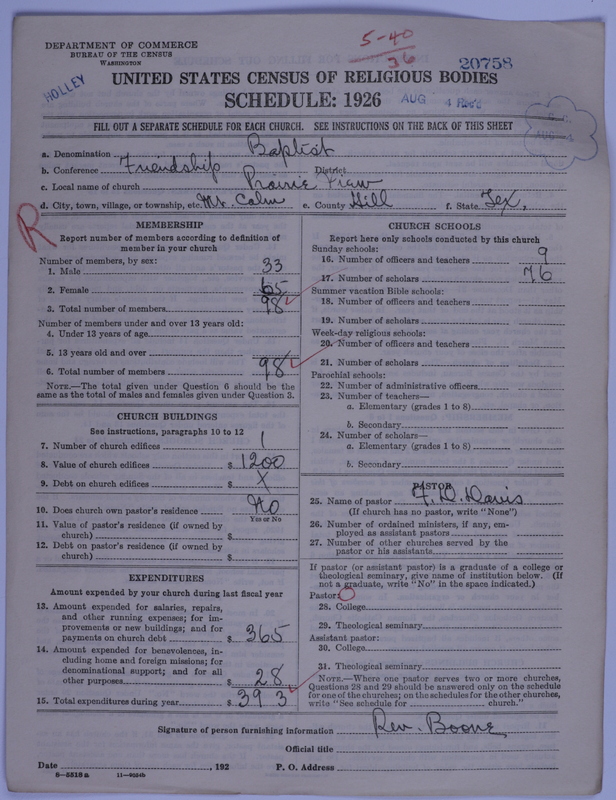 DEPARTMENT OF COMMERCE
BUREAU OF THE CENSUS
WASHINGTON
5-40
36
20758
HOLLEY
UNITED STATES CENSUS OF RELIGIOUS BODIES
SCHEDULE: 1926
AUG 4 Rec'd
AUG -4
FILL OUT A SEPARATE SCHEDULE FOR EACH CHURCH. SEE INSTRUCTIONS ON THE BACK OF THIS SHEET
a. Denomination Baptist
b. Conference Friendship District
c. Local name of church Prairie View
d. City, town, village, or township, etc. Mt. Calm e. County Hill f. State Tex.
R
MEMBERSHIP
Report number of members according to definition of
member in your church
Number of members, by sex:
1. Male 33
2. Female 65
3. Total number of members 98
Number of members under and over 13 years old:
4. Under 13 years of age
5. 13 years old and over
6. Total number of members 98
NOTE.—The total given under Question 6 should be the
same as the total of males and females given under Question 3.
CHURCH BUILDINGS
See instructions, paragraphs 10 to 12
7. Number of church edifices 1
8. Value of church edifices $ 1200
9. Debt on church edifices $ X
10. Does church own pastor's residence No
Yes or No
11. Value of pastor's residence (if owned by
church) $
12. Debt on pastor's residence (if owned by
church) $
EXPENDITURES
Amount expended by your church during last fiscal year
13. Amount expended for salaries, repairs,
and other running expenses; for im-
provements or new buildings; and for
payments on church debt $ 365
14. Amount expended for benevolences, in-
cluding home and foreign missions; for
denominational support; and for all
other purposes $ 28
15. Total expenditures during year $ 393
CHURCH SCHOOLS
Report here only schools conducted by this church
Sunday schools:
16. Number of officers and teachers 9
17. Number of scholars 76
Summer vacation Bible schools:
18. Number of officers and teachers
19. Number of scholars
Week-day religious schools:
20. Number of officers and teachers
21. Number of scholars
Parochial schools:
22. Number of administrative officers
23. Number of teachers—
a. Elementary (grades 1 to 8)
b. Secondary
24. Number of scholars—
a. Elementary (grades 1 to 8)
b. Secondary
PASTOR
25. Name of pastor F. D. Davis
(If church has no pastor, write "None")
26. Number of ordained ministers, if any, em-
ployed as assistant pastors
27. Number of other churches served by the
pastor or his assistants
If pastor (or assistant pastor) is a graduate of a college or
theological seminary, give name of institution below. (If
not a graduate, write "No" in the space indicated.)
Pastor:
28. College
29. Theological seminary
Assistant pastor:
30. College
31. Theological seminary
NOTE.—Where one pastor serves two or more churches,
Questions 28 and 29 should be answered only on the schedule
for one of the churches; on the schedules for the other churches,
write "See schedule for church."
Signature of person furnishing information Rev. Boone
Official title
Date , 192 P. O. Address
8-5518a 11-9054b